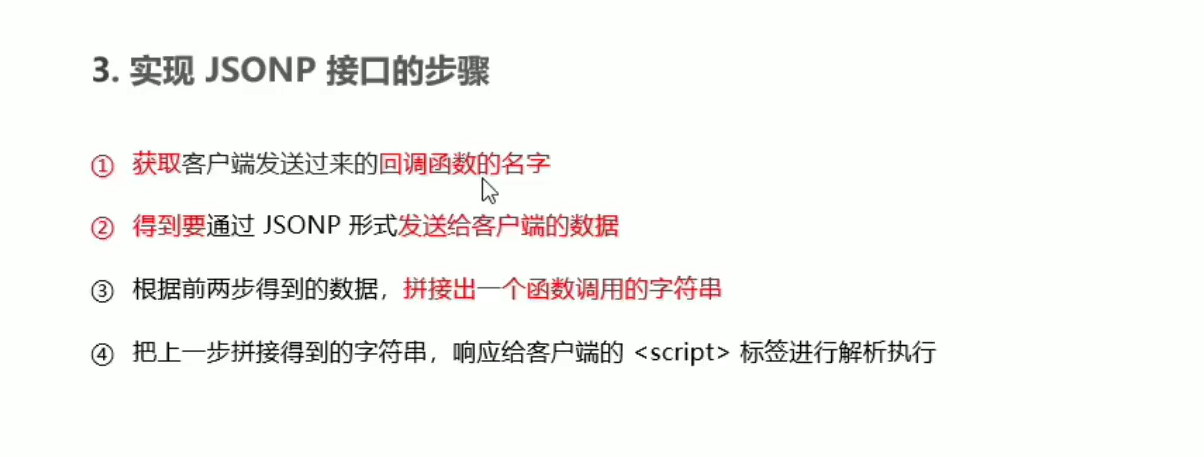 3. 实现 JSONP 接口的步骤
① 获取客户端发送过来的回调函数的名字
② 得到要通过 JSONP 形式发送给客户端的数据
③ 根据前两步得到的数据，拼接出一个函数调用的字符串
④ 把上一步拼接得到的字符串，响应给客户端的 <script> 标签进行解析执行